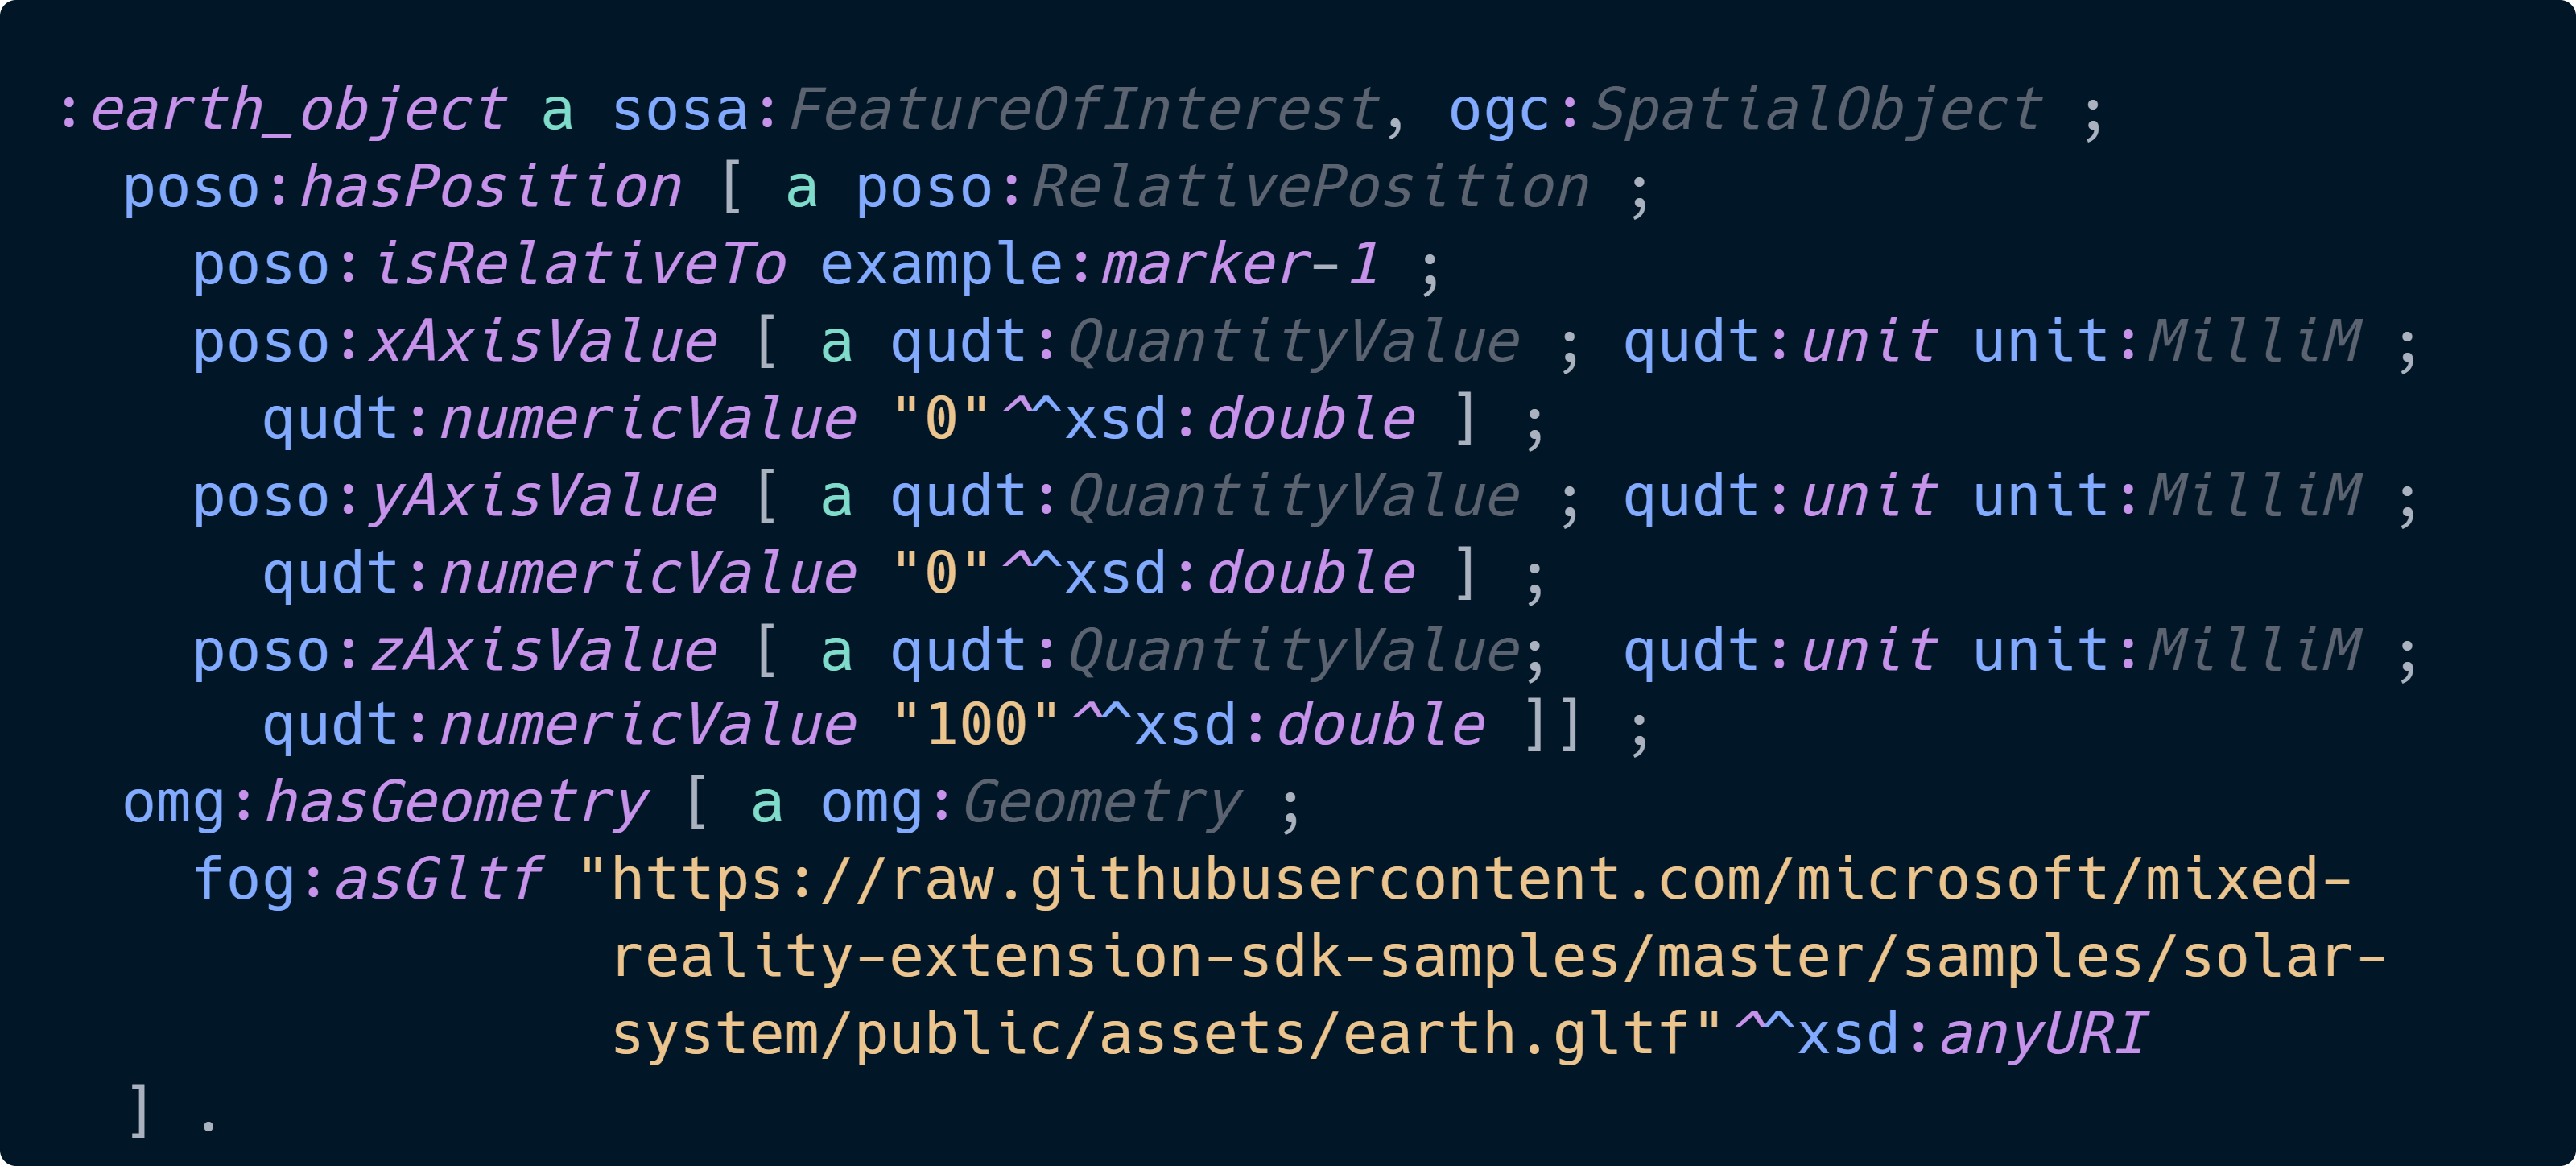 :earth_object a sosa:FeatureOfInterest, ogc:SpatialObject ;
  poso:hasPosition [ a poso:RelativePosition ;
    poso:isRelativeTo example:marker-1 ;
    poso:xAxisValue [ a qudt:QuantityValue ; qudt:unit unit:MilliM ;
      qudt:numericValue "0"^^xsd:double ] ;
    poso:yAxisValue [ a qudt:QuantityValue ; qudt:unit unit:MilliM ;
      qudt:numericValue "0"^^xsd:double ] ;
    poso:zAxisValue [ a qudt:QuantityValue;  qudt:unit unit:MilliM ;
      qudt:numericValue "100"^^xsd:double ]] ;
  omg:hasGeometry [ a omg:Geometry ;
    fog:asGltf "https://raw.githubusercontent.com/microsoft/mixed-
                reality-extension-sdk-samples/master/samples/solar-
                system/public/assets/earth.gltf"^^xsd:anyURI
  ] .